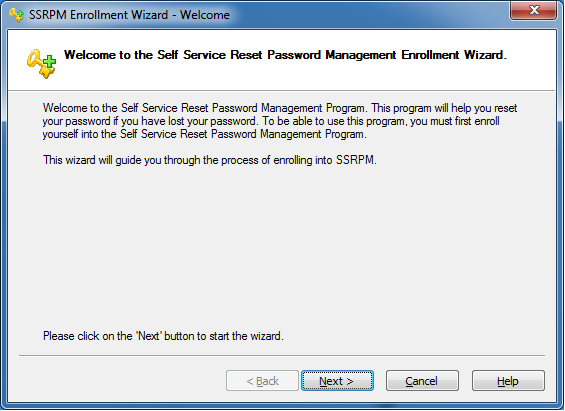 SSRPM Enrollment Wizard - Welcome
Welcome to the Self Service Reset Password Management Enrollment Wizard.
Welcome to the Self Service Reset Password Management Program. This program will help you reset
your password if you have lost your password. To be able to use this program, you must first enroll
yourself into the Self Service Reset Password Management Program.
This wizard will guide you through the process of enrolling into SSRPM.
Please click on the 'Next' button to start the wizard.
< Back
Next >
Cancel
Help